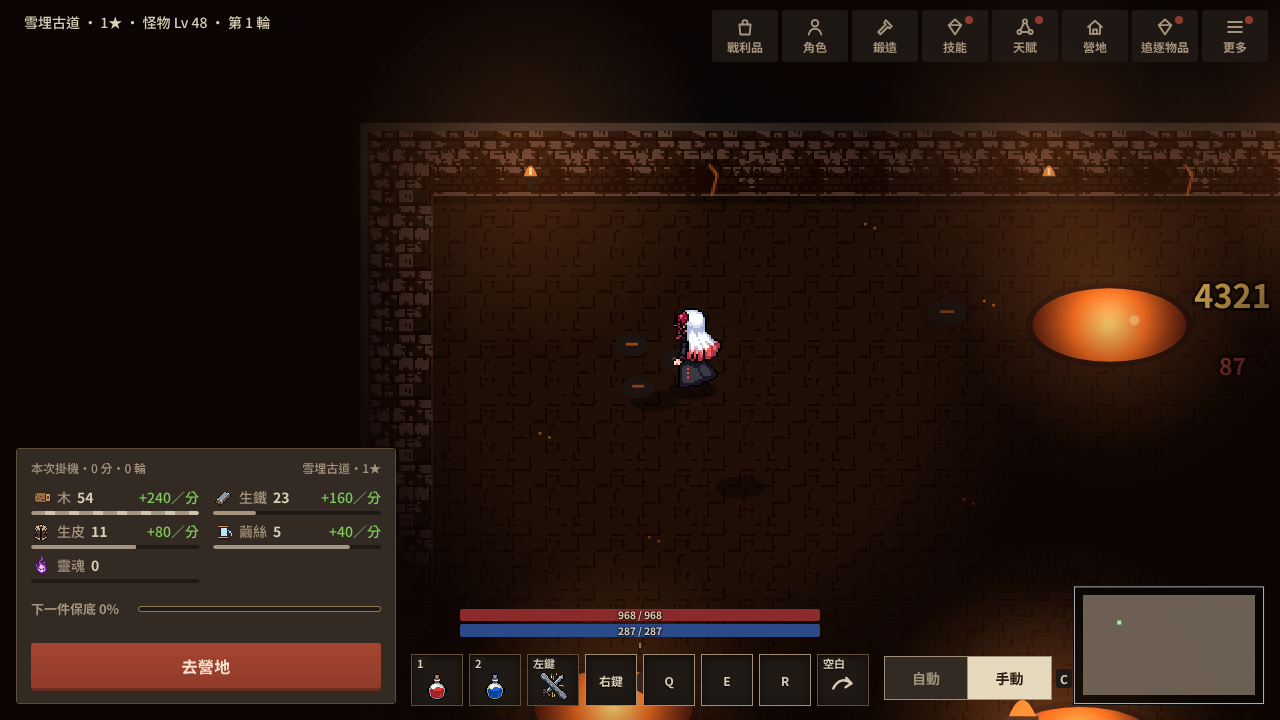 雪埋古道 • 1★ • 怪物 Lv 48 • 第 1 輪
戰利品
角色
鍛造
技能
天賦
營地
追逐物品
更多
4321
87
本次掛機 • 0 分 • 0 輪
雪埋古道 • 1★
木 54 +240／分
生鐵 23 +160／分
生皮 11 +80／分
繭絲 5 +40／分
靈魂 0
下一件保底 0%
去營地
968 / 968
287 / 287
1
2
左鍵
右鍵
Q
E
R
空白
自動
手動
C